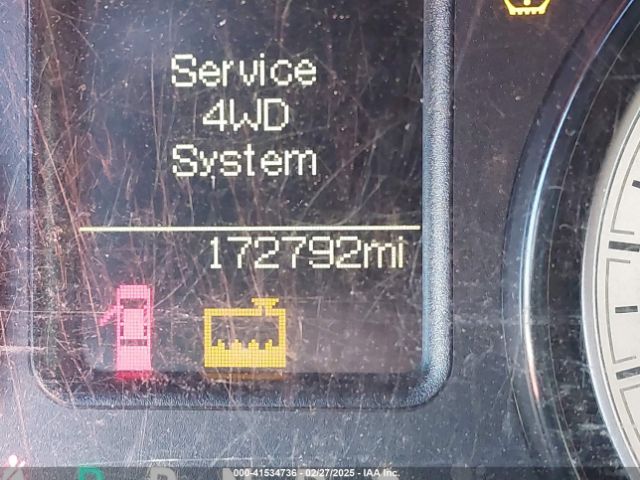 Service
4WD
System
172792mi
000-41534736 - 02/27/2025 - IAA Inc.